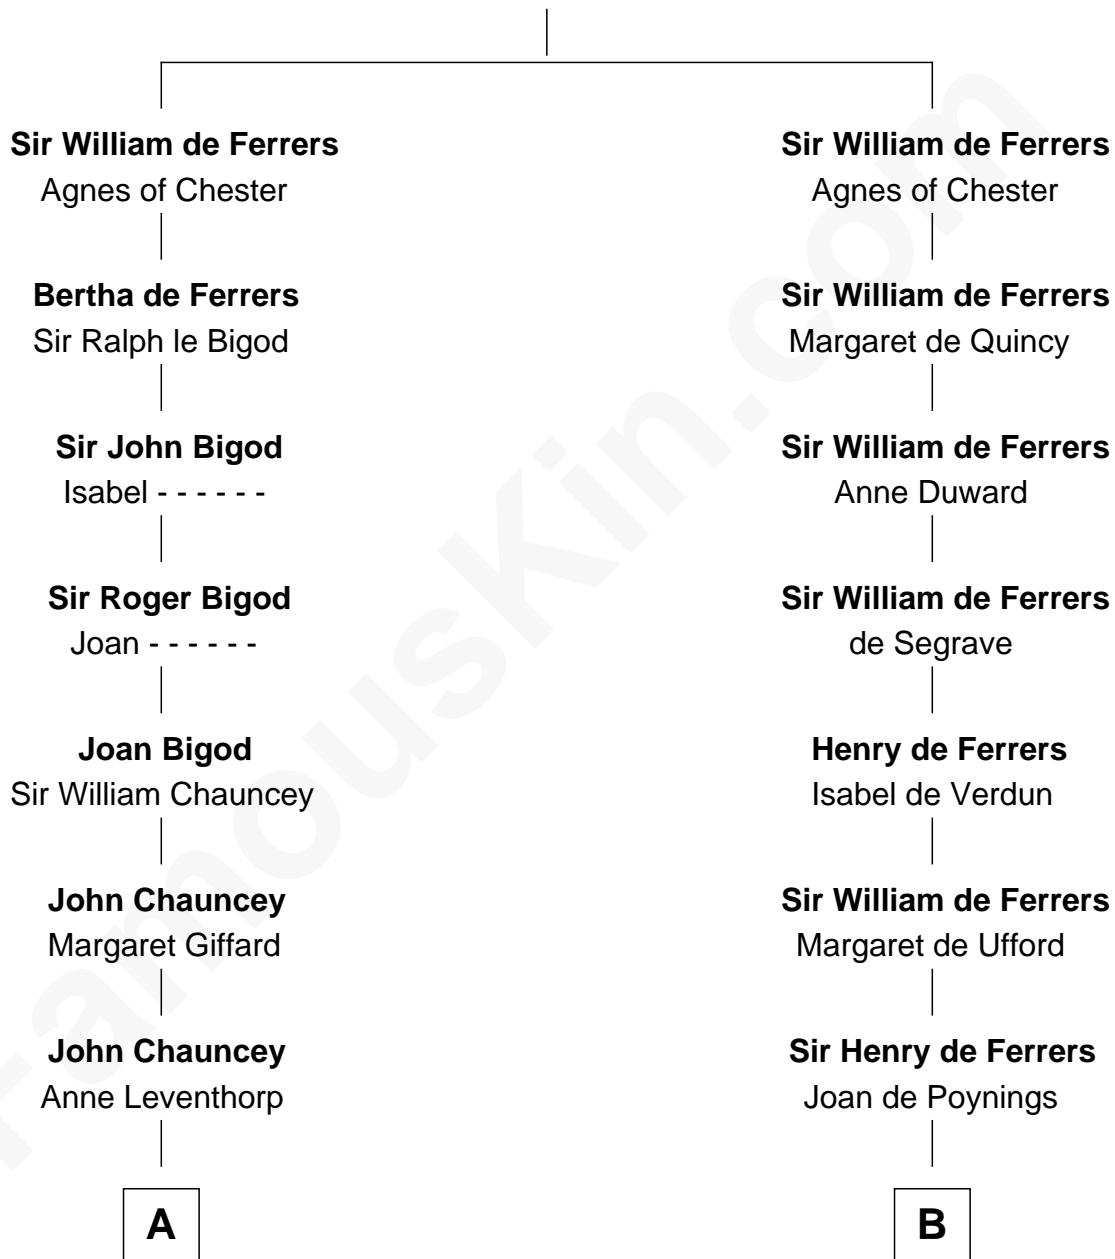 Sir William de Ferrers
Agnes of Chester
Bertha de Ferrers
Sir Ralph le Bigod
Sir John Bigod
Isabel - - - - - -
Sir Roger Bigod
Joan - - - - - -
Joan Bigod
Sir William Chauncey
John Chauncey
Margaret Giffard
John Chauncey
Anne Leventhorp
A
Sir William de Ferrers
Agnes of Chester
Sir William de Ferrers
Margaret de Quincy
Sir William de Ferrers
Anne Duward
Sir William de Ferrers
de Segrave
Henry de Ferrers
Isabel de Verdun
Sir William de Ferrers
Margaret de Ufford
Sir Henry de Ferrers
Joan de Poynings
B
FamousKin.com